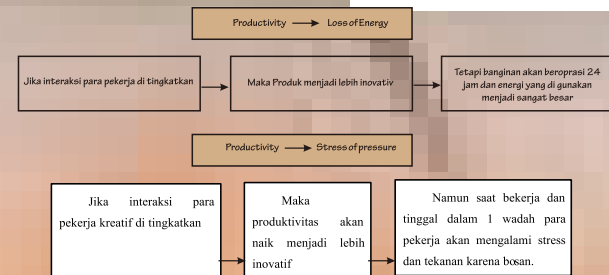 Productivity → Loss of Energy
Jika interaksi para pekerja di tingkatkan
Maka Produk menjadi lebih inovativ
Tetapi banginan akan beroprasi 24
jam dan energi yang di gunakan
menjadi sangat besar
Productivity → Stress of pressure
Jika interaksi para
pekerja kreatif di tingkatkan
Maka
produktivitas akan
naik menjadi lebih
inovatif
Namun saat bekerja dan
tinggal dalam 1 wadah para
pekerja akan mengalami stress
dan tekanan karena bosan.